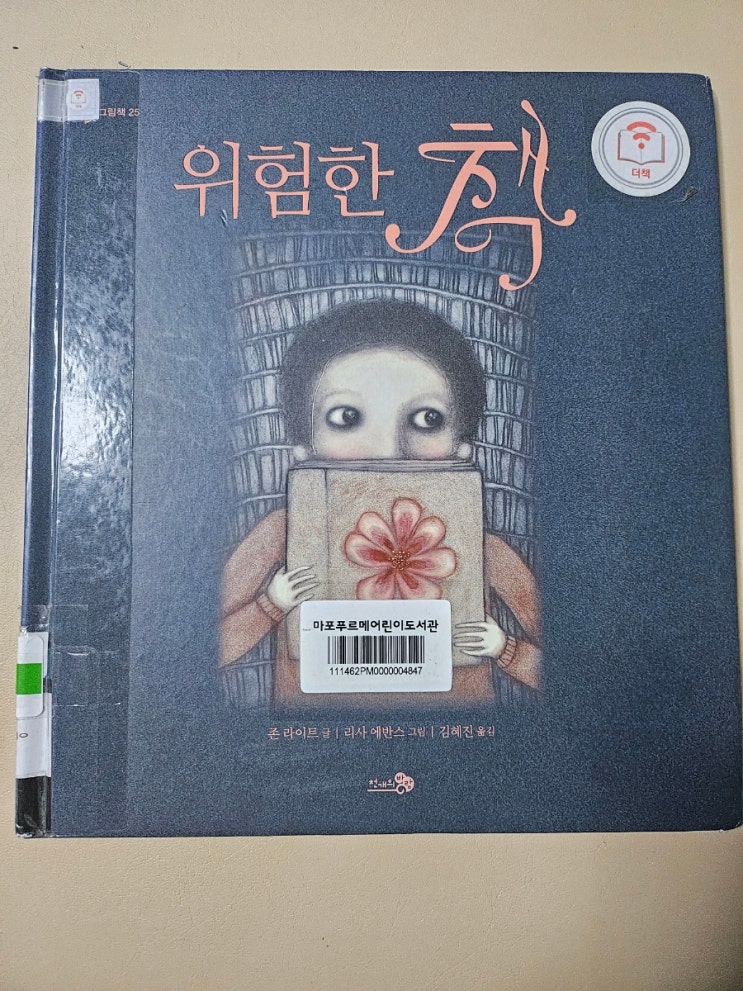 그림책 25
위험한 책
더책
마포푸르메어린이도서관
111462PM0000004847
존 라이트 글 | 리사 에반스 그림 | 김혜진 옮김
천개의바람